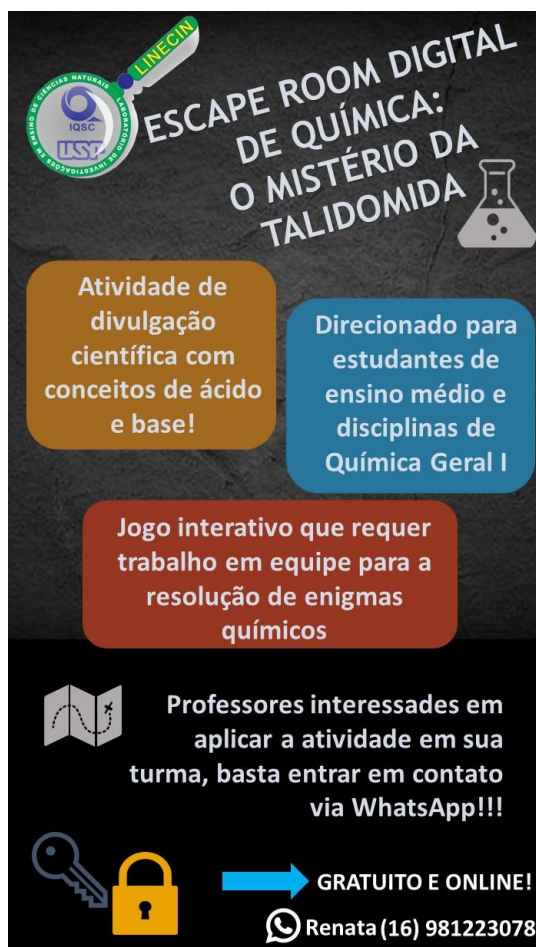 LINECIN
LABORATÓRIO DE INVESTIGAÇÕES EM ENSINO DE CIÊNCIAS NATURAIS
IQSC
USP
ESCAPE ROOM DIGITAL
DE QUÍMICA:
O MISTÉRIO DA
TALIDOMIDA
Atividade de
divulgação
científica com
conceitos de ácido
e base!
Direcionado para
estudantes de
ensino médio e
disciplinas de
Química Geral I
Jogo interativo que requer
trabalho em equipe para a
resolução de enigmas
químicos
Professores interessades em
aplicar a atividade em sua
turma, basta entrar em contato
via WhatsApp!!!
GRATUITO E ONLINE!
Renata (16) 981223078